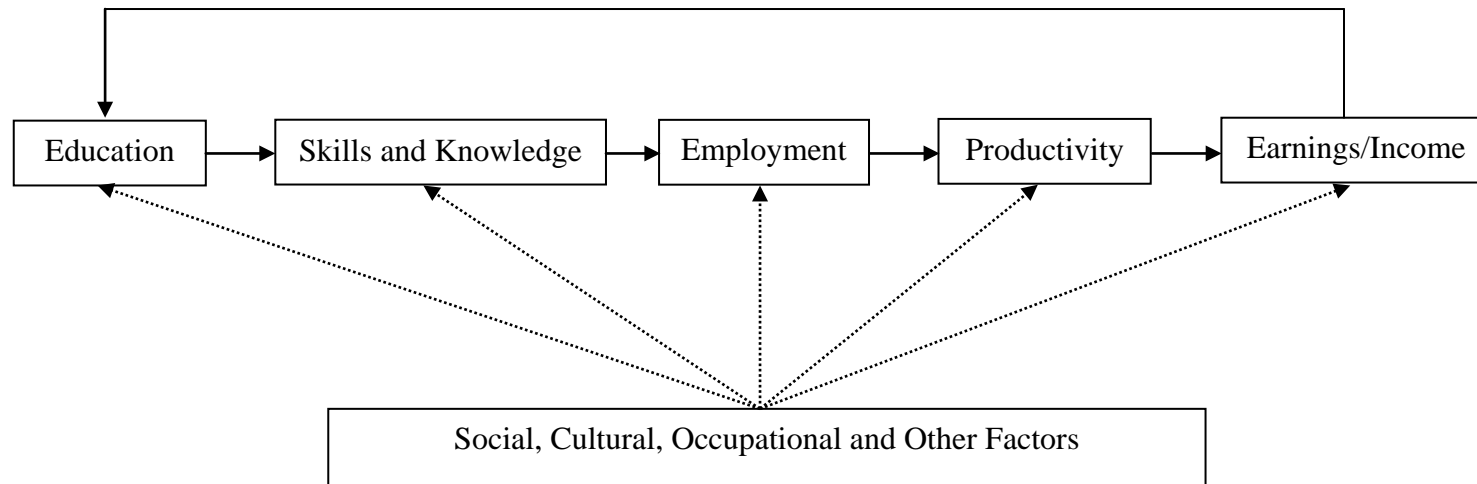 Education
Skills and Knowledge
Employment
Productivity
Earnings/Income
Social, Cultural, Occupational and Other Factors